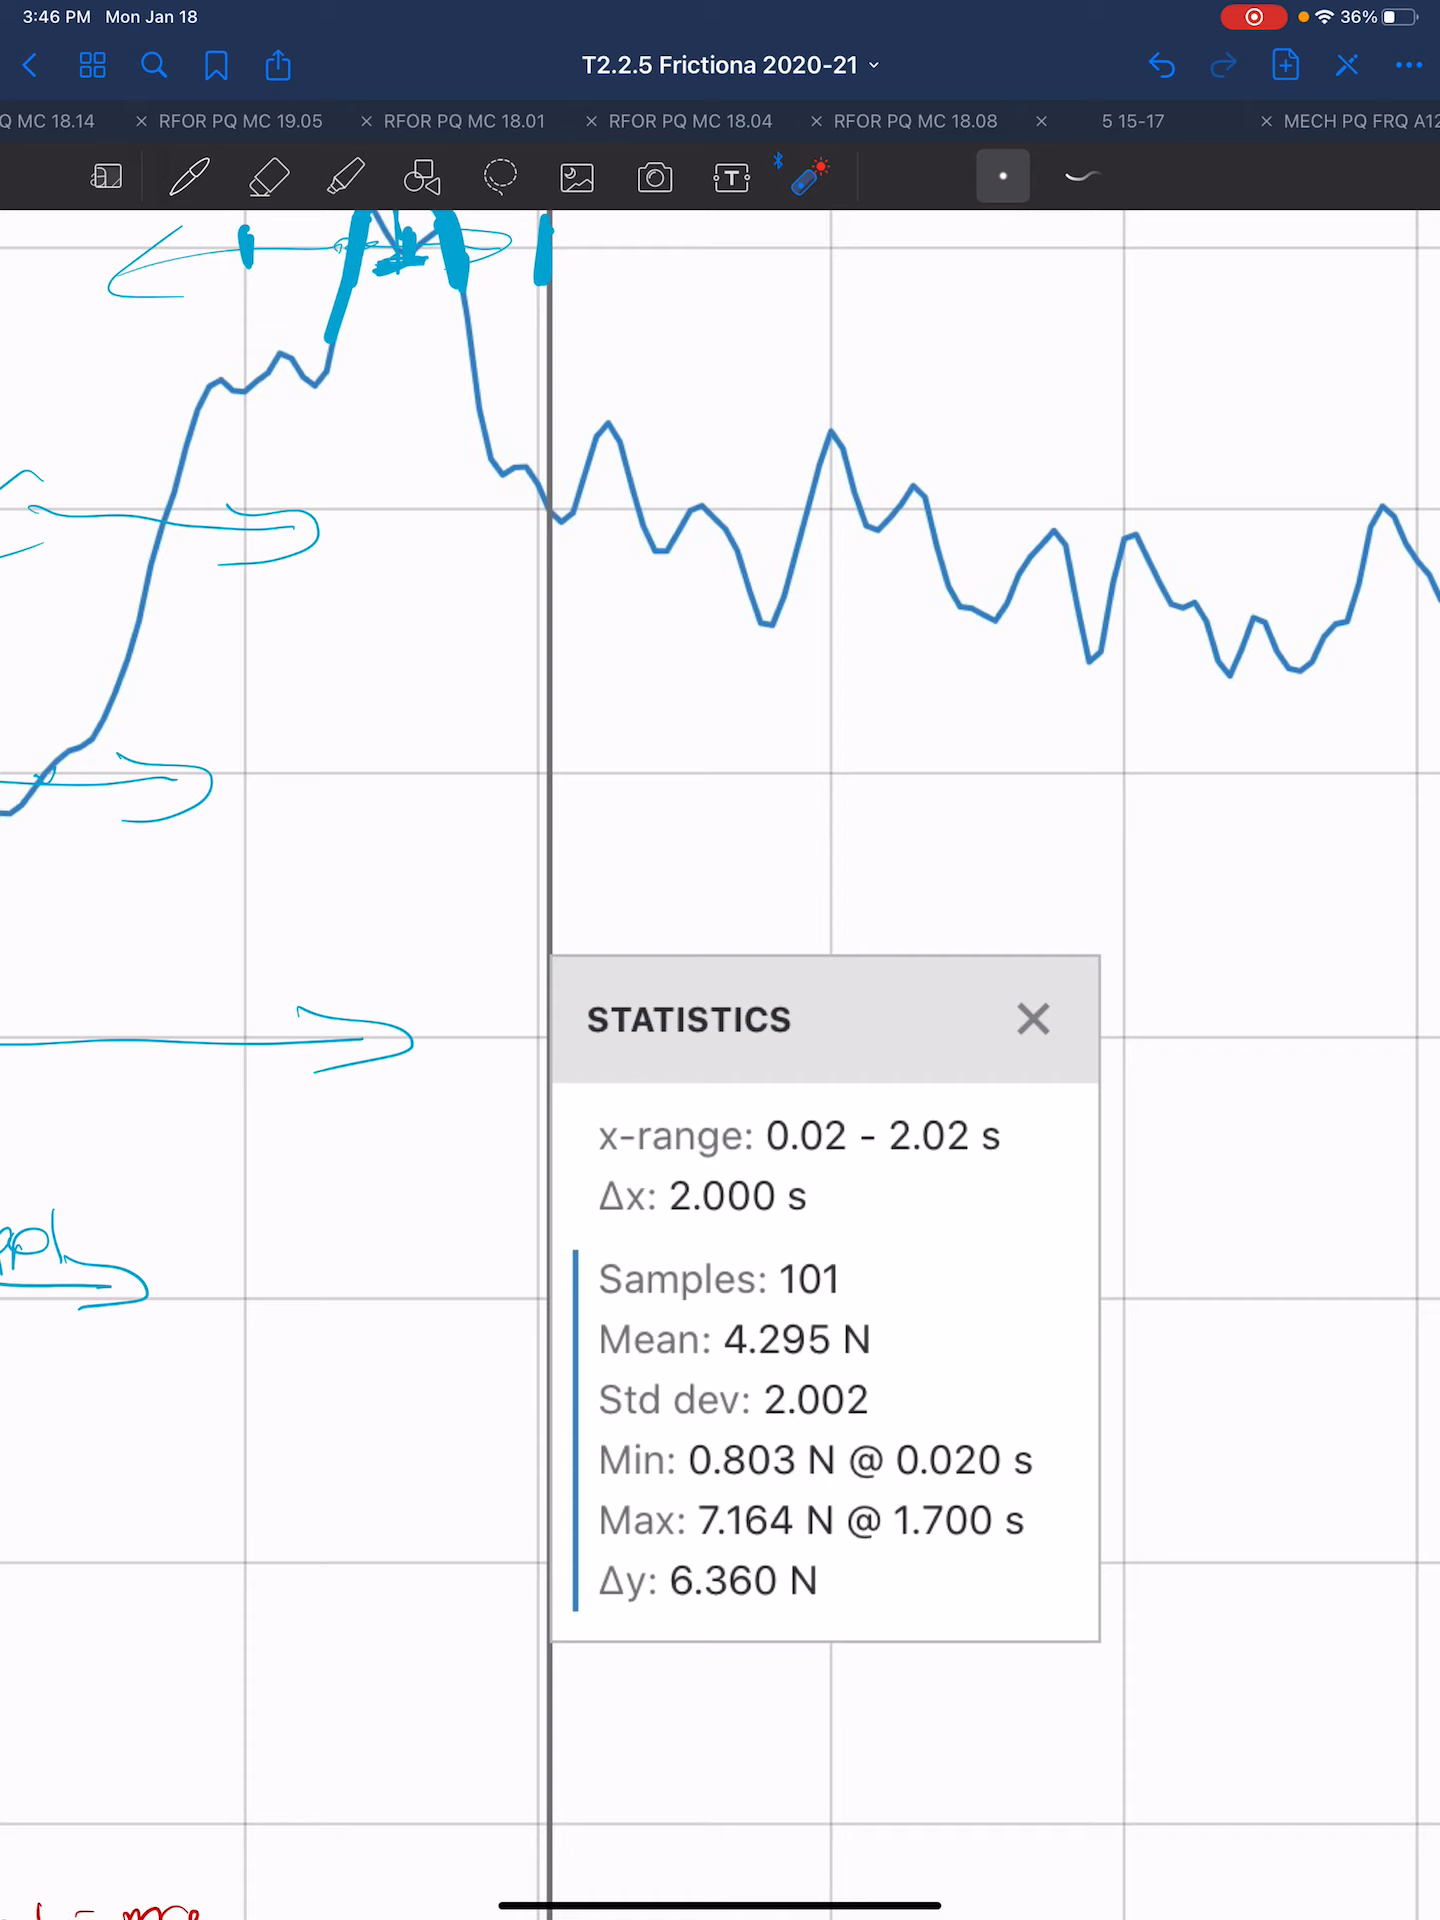 3:46 PM Mon Jan 18
36%
T2.2.5 Frictiona 2020-21
Q MC 18.14 × RFOR PQ MC 19.05 × RFOR PQ MC 18.01 × RFOR PQ MC 18.04 × RFOR PQ MC 18.08 × 5 15-17 × MECH PQ FRQ A12
T
STATISTICS
x-range: 0.02 - 2.02 s
Δx: 2.000 s
Samples: 101
Mean: 4.295 N
Std dev: 2.002
Min: 0.803 N @ 0.020 s
Max: 7.164 N @ 1.700 s
Δy: 6.360 N